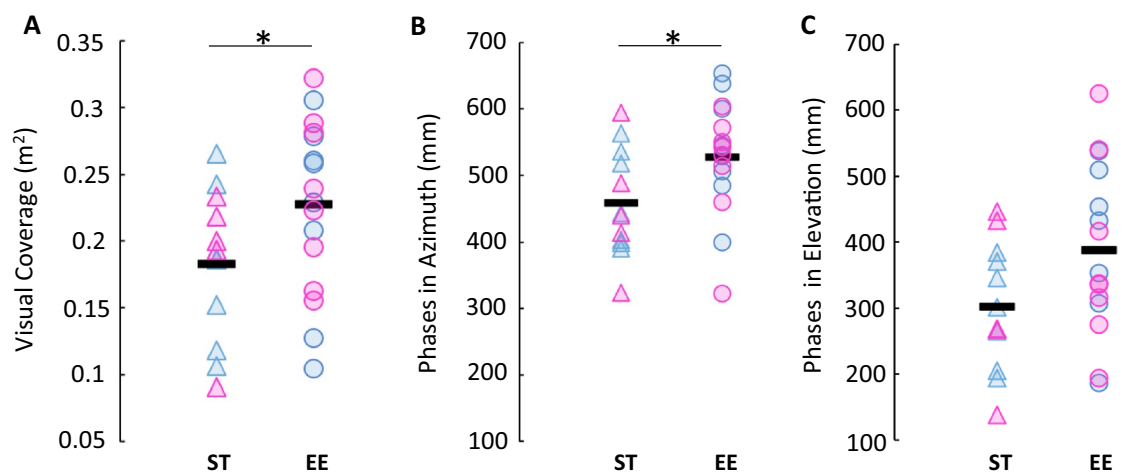 A
Visual Coverage (m²)
0.35
0.3
0.25
0.2
0.15
0.1
0.05
*
ST EE
B
Phases in Azimuth (mm)
700
600
500
400
300
200
100
*
ST EE
C
Phases in Elevation (mm)
700
600
500
400
300
200
100
ST EE